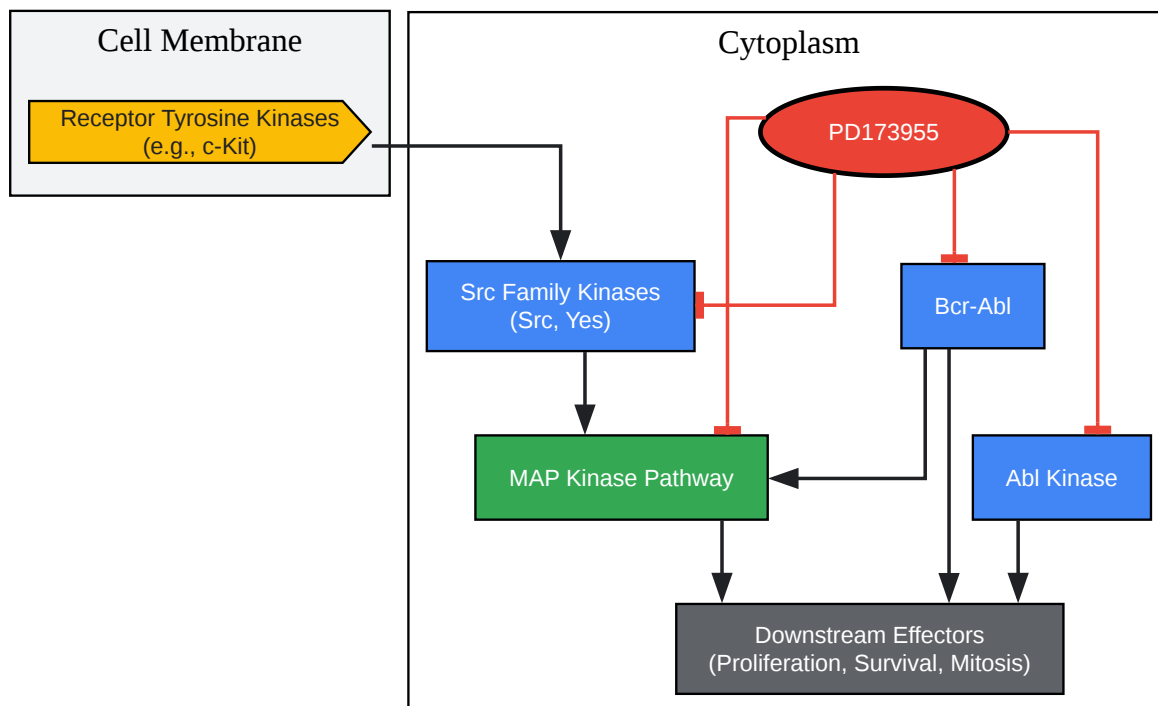 Cell Membrane
Receptor Tyrosine Kinases
(e.g., c-Kit)
Cytoplasm
PD173955
Src Family Kinases
(Src, Yes)
Bcr-Abl
MAP Kinase Pathway
Abl Kinase
Downstream Effectors
(Proliferation, Survival, Mitosis)